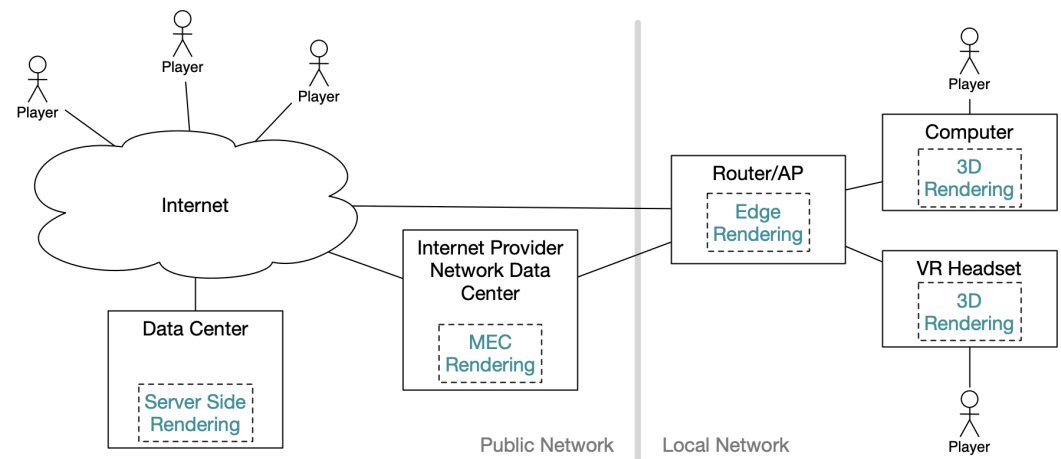 Player
Player
Player
Player
Internet
Data Center
Server Side
Rendering
Internet Provider
Network Data
Center
MEC
Rendering
Public Network
Local Network
Router/AP
Edge
Rendering
Computer
3D
Rendering
VR Headset
3D
Rendering
Player